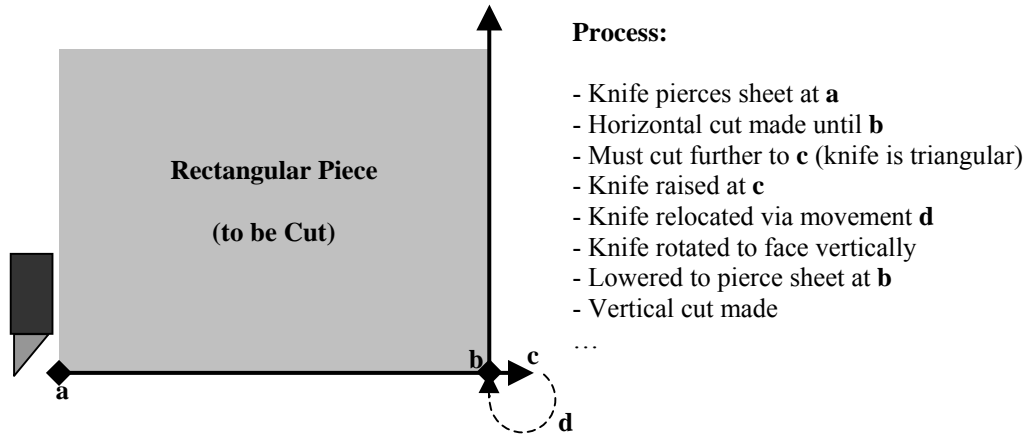 Process:
- Knife pierces sheet at a
- Horizontal cut made until b
- Must cut further to c (knife is triangular)
- Knife raised at c
- Knife relocated via movement d
- Knife rotated to face vertically
- Lowered to pierce sheet at b
- Vertical cut made
…
Rectangular Piece
(to be Cut)
a
b
c
d